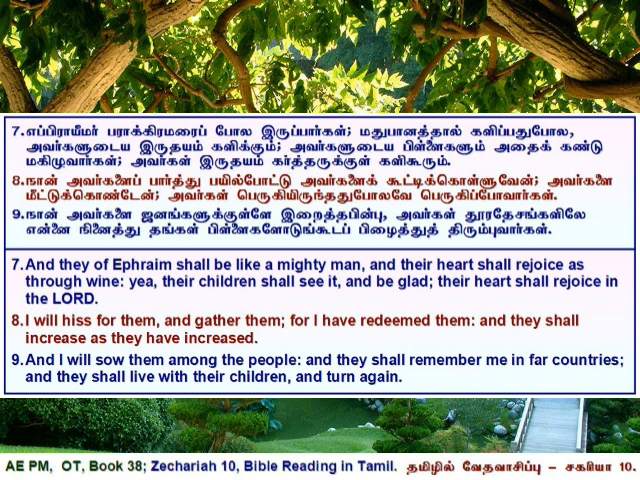 7.எப்பிராயீமர் பராக்கிரமரைப் போல இருப்பார்கள்; மதுபானத்தால் களிப்பதுபோல,
அவர்களுடைய இருதயம் களிக்கும்; அவர்களுடைய பிள்ளைகளும் அதைக் கண்டு
மகிழுவார்கள்; அவர்கள் இருதயம் கர்த்தருக்குள் களிகூரும்.
8.நான் அவர்களைப் பார்த்து பயில்போட்டு அவர்களைக் கூட்டிக்கொள்ளுவேன்; அவர்களை
மீட்டுக்கொண்டேன்; அவர்கள் பெருகியிருந்ததுபோலவே பெருகிப்போவார்கள்.
9.நான் அவர்களை ஜனங்களுக்குள்ளே இறைத்தபின்பு, அவர்கள் தூரதேசங்களிலே
என்னை நினைத்து தங்கள் பிள்ளைகளோடுங்கூடப் பிழைத்துத் திரும்புவார்கள்.
7.And they of Ephraim shall be like a mighty man, and their heart shall rejoice as
through wine: yea, their children shall see it, and be glad; their heart shall rejoice in
the LORD.
8.I will hiss for them, and gather them; for I have redeemed them: and they shall
increase as they have increased.
9.And I will sow them among the people: and they shall remember me in far countries;
and they shall live with their children, and turn again.
AE PM, OT, Book 38; Zechariah 10, Bible Reading in Tamil. தமிழில் வேதவாசிப்பு – சகரியா 10.